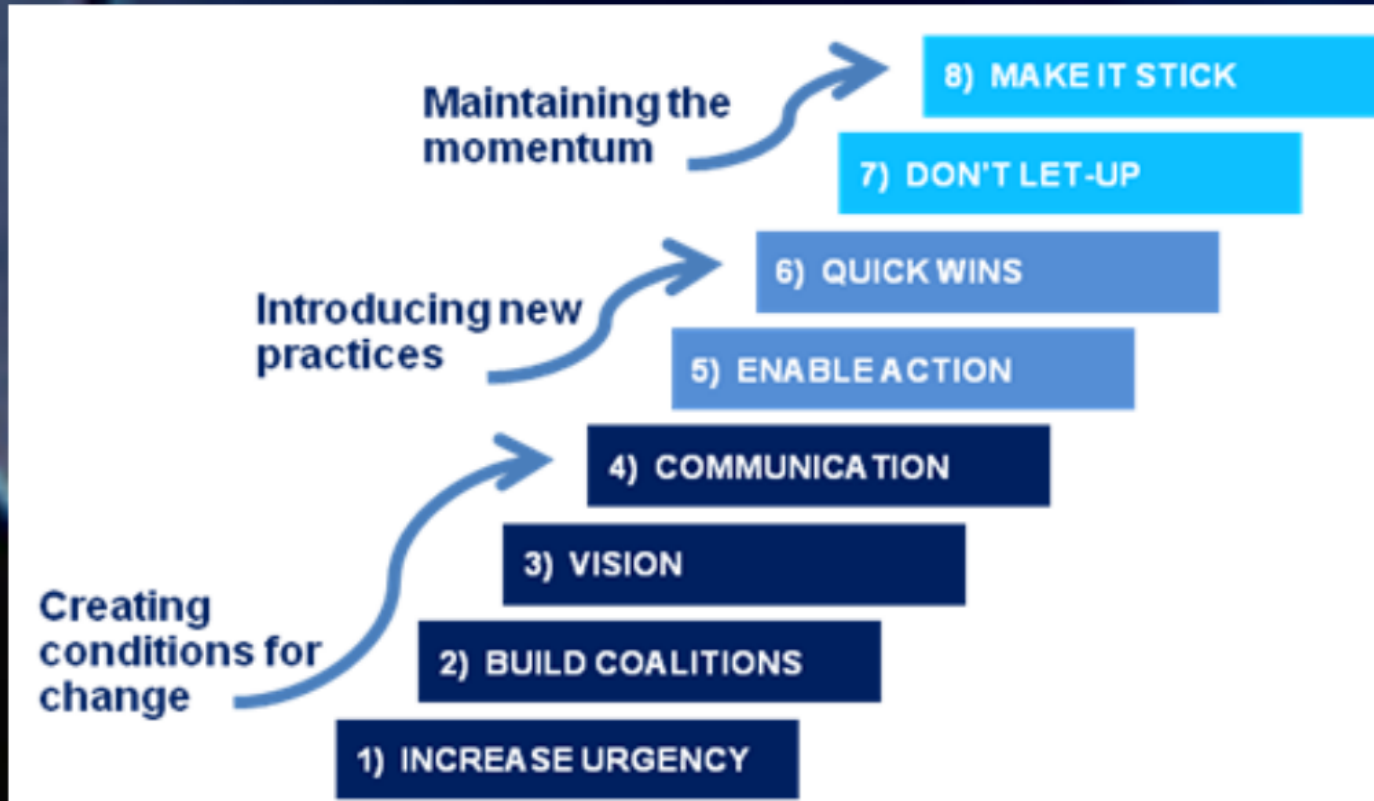 Maintaining the
momentum
8) MAKE IT STICK
7) DON'T LET-UP
Introducing new
practices
6) QUICK WINS
5) ENABLE ACTION
4) COMMUNICATION
3) VISION
Creating
conditions for
change
2) BUILD COALITIONS
1) INCREASE URGENCY